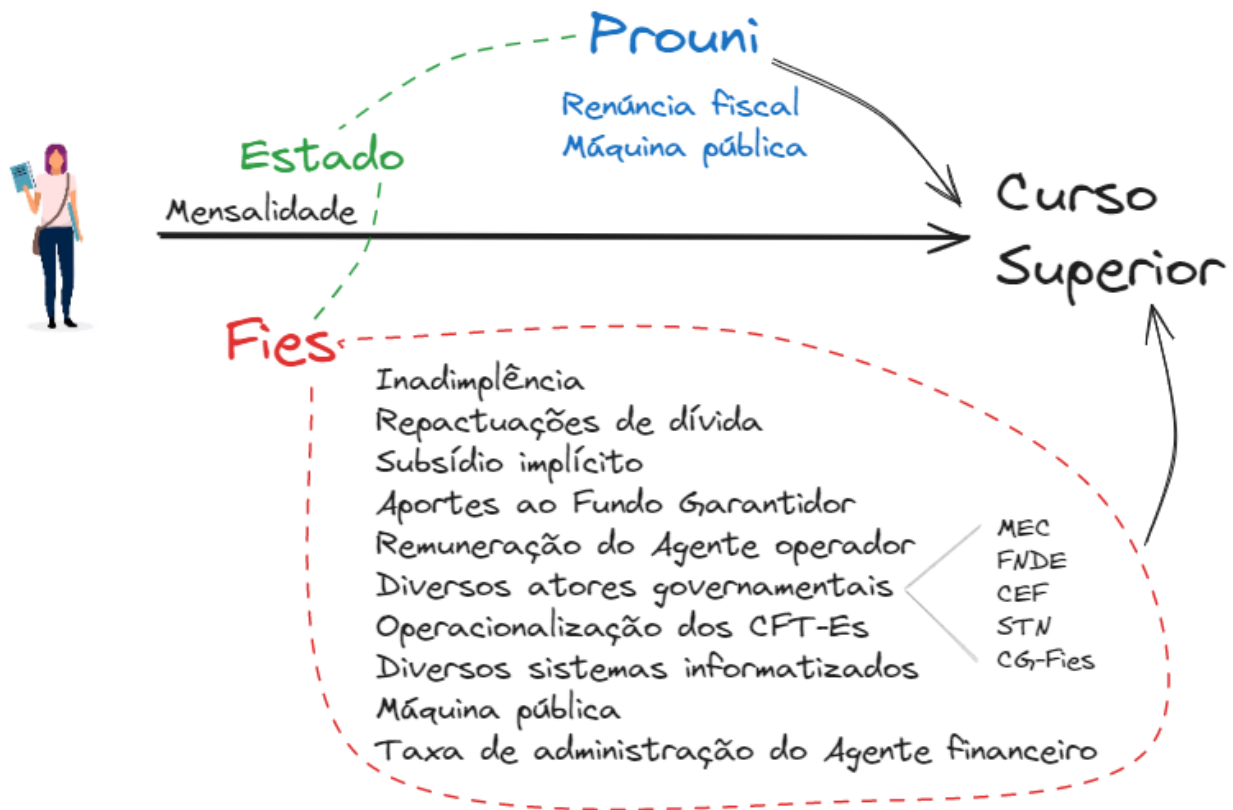 Prouni
Renúncia fiscal
Máquina pública
Estado
Mensalidade
Curso
Superior
Fies
Inadimplência
Repactuações de dívida
Subsídio implícito
Aportes ao Fundo Garantidor
Remuneração do Agente operador
Diversos atores governamentais
Operacionalização dos CFT-Es
Diversos sistemas informatizados
Máquina pública
Taxa de administração do Agente financeiro
MEC
FNDE
CEF
STN
CG-Fies